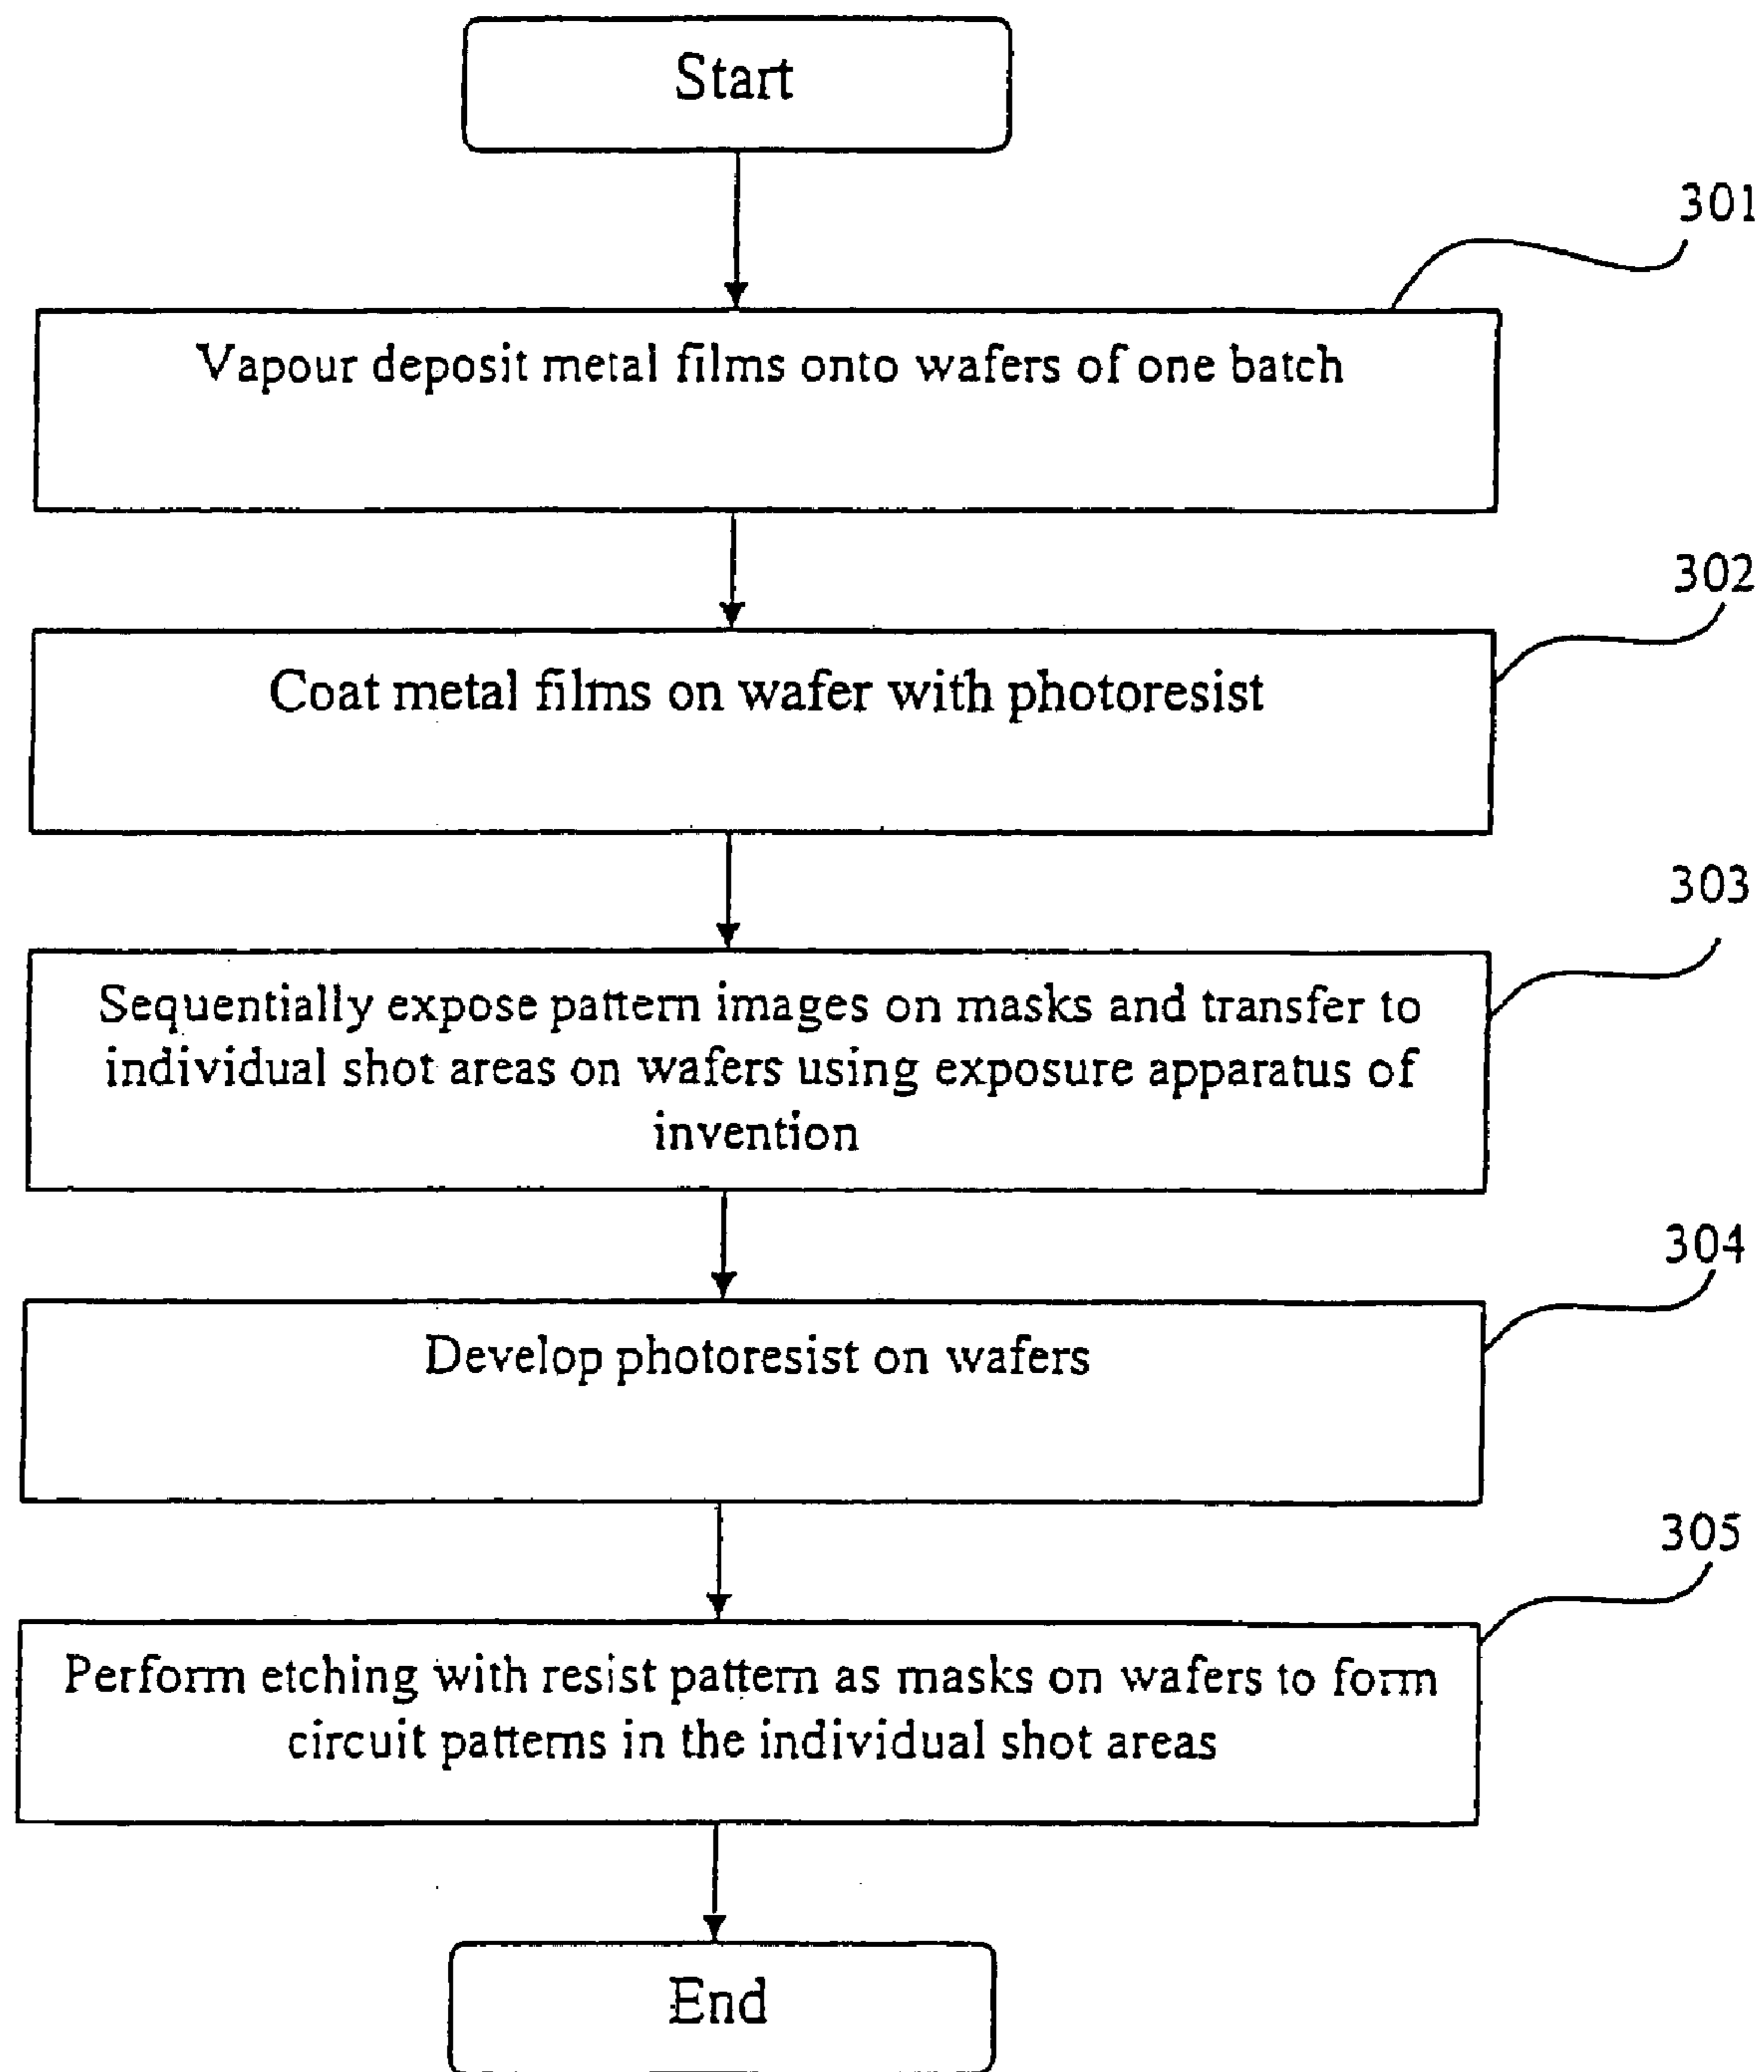 Start
301
Vapour deposit metal films onto wafers of one batch
302
Coat metal films on wafer with photoresist
303
Sequentially expose pattern images on masks and transfer to
individual shot areas on wafers using exposure apparatus of
invention
304
Develop photoresist on wafers
305
Perform etching with resist pattern as masks on wafers to form
circuit patterns in the individual shot areas
End